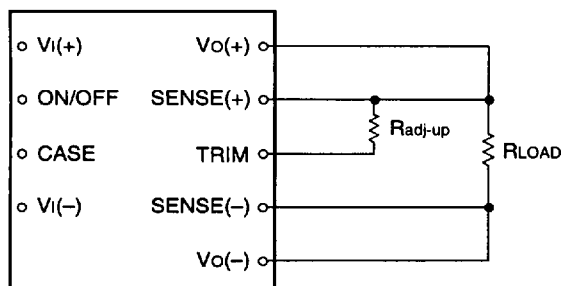 VI(+) VO(+)
ON/OFF SENSE(+)
Radj-up
CASE TRIM
RLOAD
VI(–) SENSE(–)
VO(–)